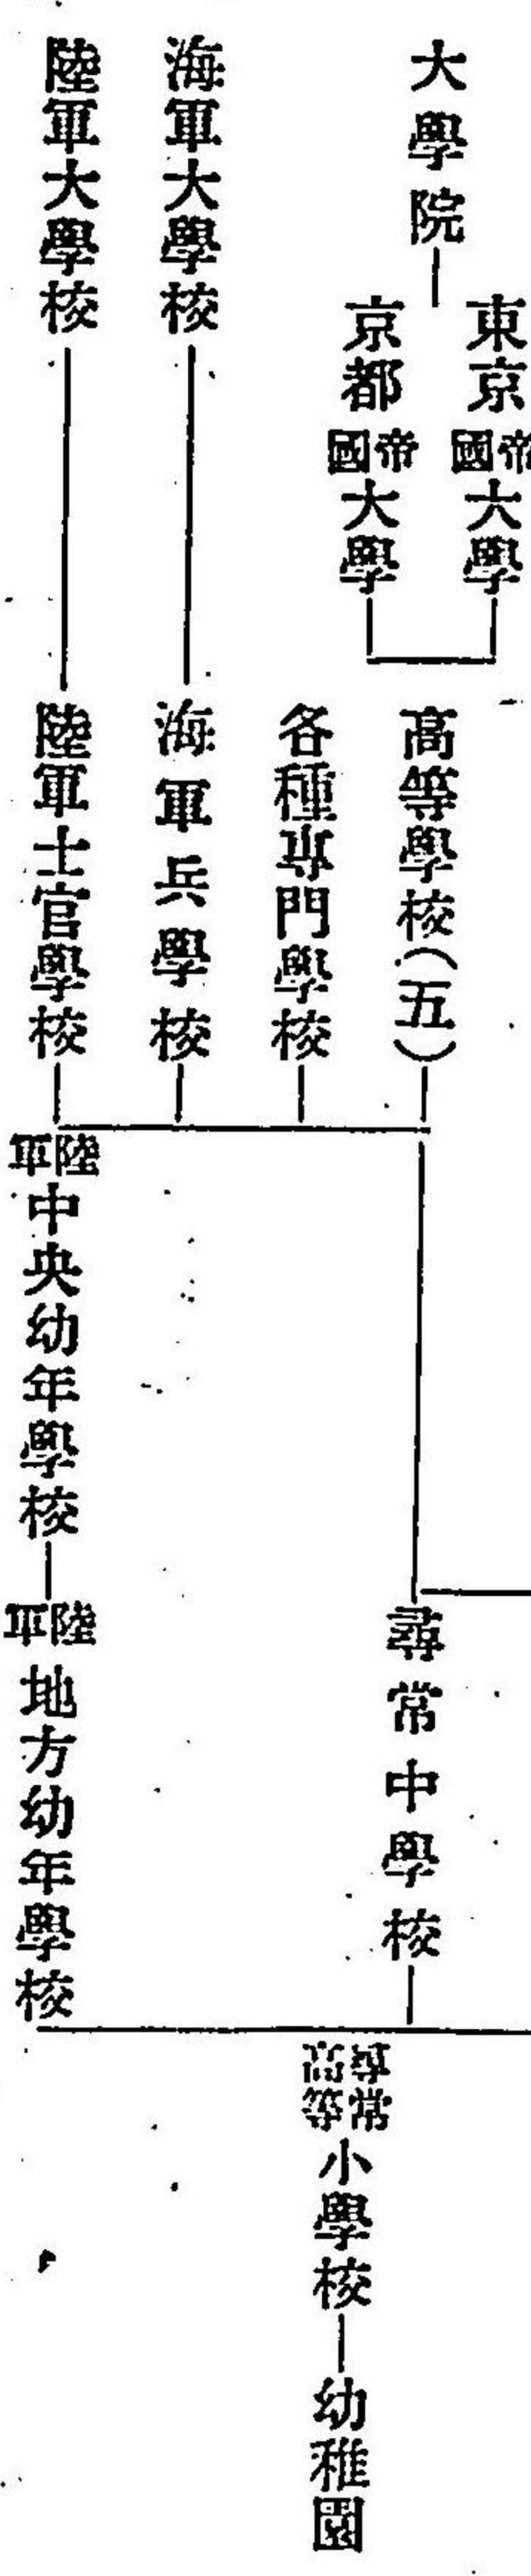 大學院
東京帝國大學
京都帝國大學
高等學校(五)
各種專門學校
海軍大學校
海軍兵學校
陸軍大學校
陸軍士官學校
陸軍中央幼年學校
陸軍地方幼年學校
尋常中學校
尋常高等小學校
幼稚園